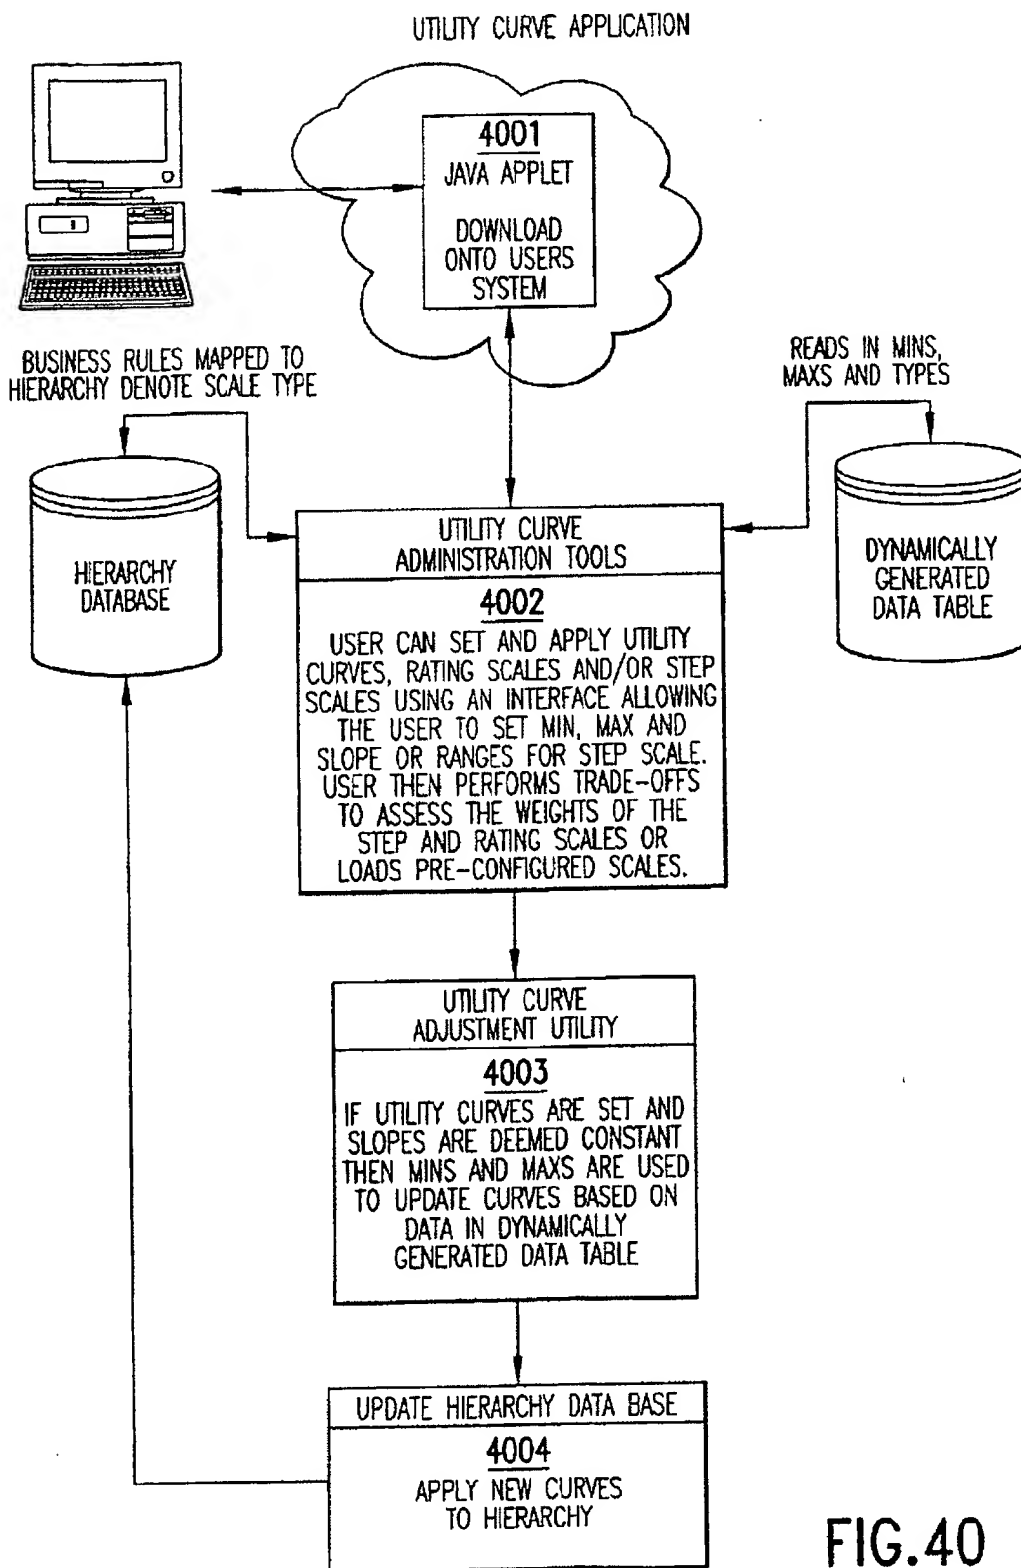 UTILITY CURVE APPLICATION
4001
JAVA APPLET
DOWNLOAD
ONTO USERS
SYSTEM
BUSINESS RULES MAPPED TO
HIERARCHY DENOTE SCALE TYPE
READS IN MINS,
MAXS AND TYPES
HIERARCHY
DATABASE
UTILITY CURVE
ADMINISTRATION TOOLS
4002
USER CAN SET AND APPLY UTILITY
CURVES, RATING SCALES AND/OR STEP
SCALES USING AN INTERFACE ALLOWING
THE USER TO SET MIN, MAX AND
SLOPE OR RANGES FOR STEP SCALE.
USER THEN PERFORMS TRADE-OFFS
TO ASSESS THE WEIGHTS OF THE
STEP AND RATING SCALES OR
LOADS PRE-CONFIGURED SCALES.
DYNAMICALLY
GENERATED
DATA TABLE
UTILITY CURVE
ADJUSTMENT UTILITY
4003
IF UTILITY CURVES ARE SET AND
SLOPES ARE DEEMED CONSTANT
THEN MINS AND MAXS ARE USED
TO UPDATE CURVES BASED ON
DATA IN DYNAMICALLY
GENERATED DATA TABLE
UPDATE HIERARCHY DATA BASE
4004
APPLY NEW CURVES
TO HIERARCHY
FIG.40